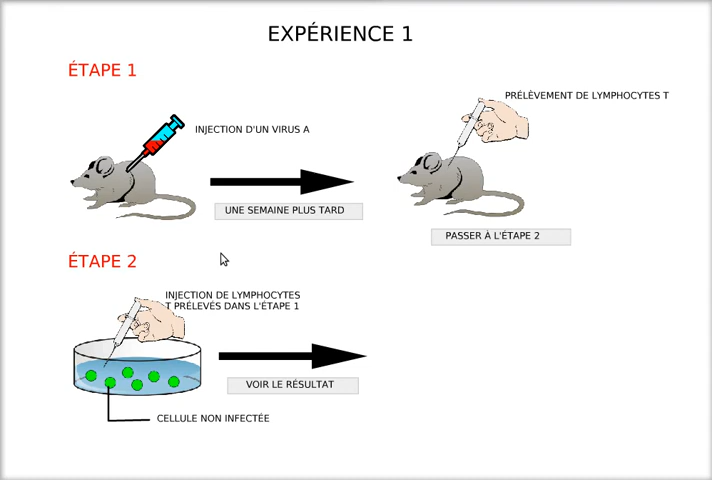 EXPÉRIENCE 1
ÉTAPE 1
PRÉLÈVEMENT DE LYMPHOCYTES T
INJECTION D'UN VIRUS A
UNE SEMAINE PLUS TARD
PASSER À L'ÉTAPE 2
ÉTAPE 2
INJECTION DE LYMPHOCYTES
T PRÉLEVÉS DANS L'ÉTAPE 1
VOIR LE RÉSULTAT
CELLULE NON INFECTÉE